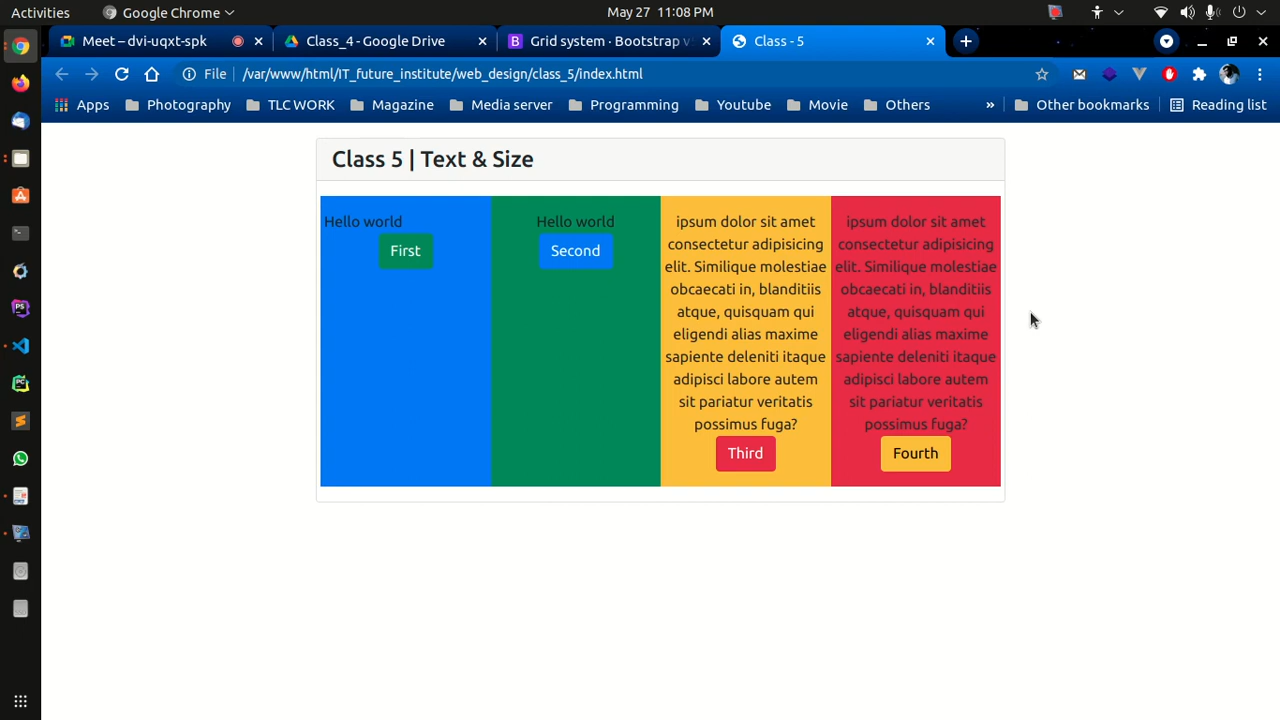 Activities
Google Chrome
May 27 11:08 PM
Meet – dvi-uqxt-spk
Class_4 - Google Drive
Grid system · Bootstrap v5
Class - 5
File
/var/www/html/IT_future_institute/web_design/class_5/index.html
Apps
Photography
TLC WORK
Magazine
Media server
Programming
Youtube
Movie
Others
»
Other bookmarks
Reading list
Class 5 | Text & Size
Hello world
First
Hello world
Second
ipsum dolor sit amet
consectetur adipisicing
elit. Similique molestiae
obcaecati in, blanditiis
atque, quisquam qui
eligendi alias maxime
sapiente deleniti itaque
adipisci labore autem
sit pariatur veritatis
possimus fuga?
Third
ipsum dolor sit amet
consectetur adipisicing
elit. Similique molestiae
obcaecati in, blanditiis
atque, quisquam qui
eligendi alias maxime
sapiente deleniti itaque
adipisci labore autem
sit pariatur veritatis
possimus fuga?
Fourth